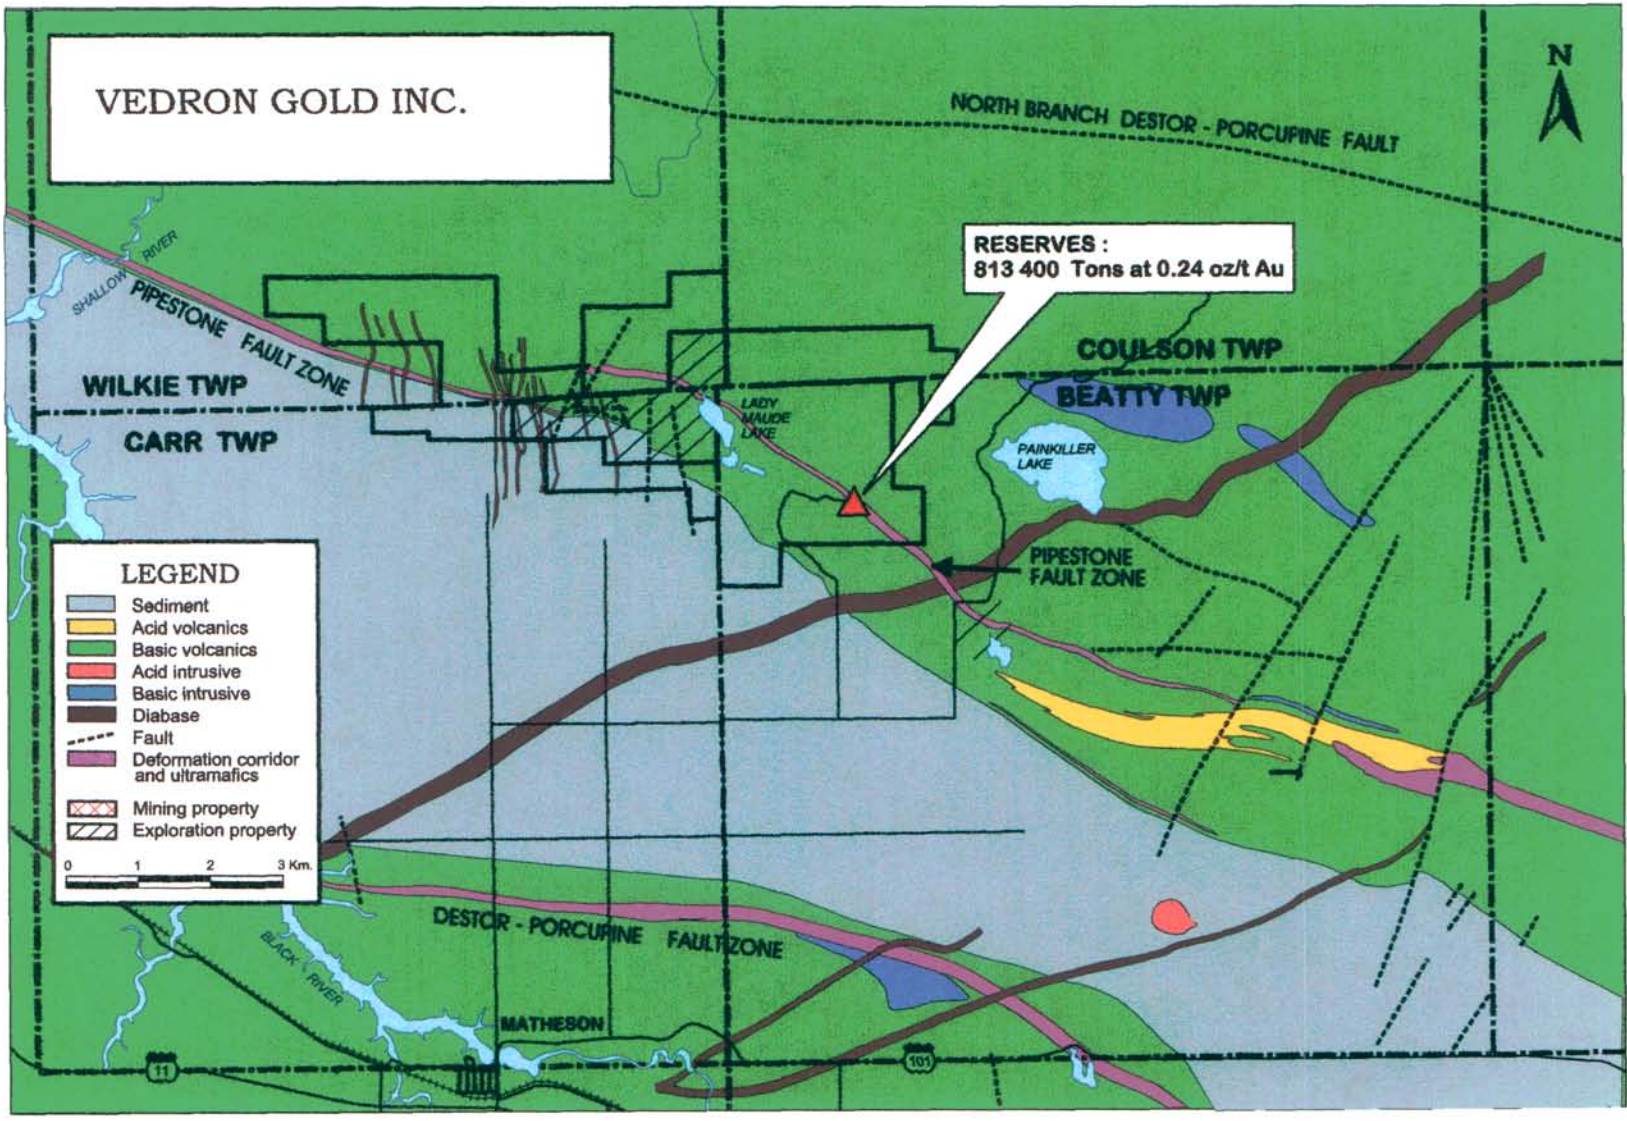 VEDRON GOLD INC.
N
NORTH BRANCH DESTOR - PORCUPINE FAULT
RESERVES :
813 400 Tons at 0.24 oz/t Au
SHALLOW RIVER
PIPESTONE FAULT ZONE
WILKIE TWP
CARR TWP
COULSON TWP
BEATTY TWP
LADY
MAUDE
LAKE
PAINKILLER
LAKE
PIPESTONE
FAULT ZONE
LEGEND
Sediment
Acid volcanics
Basic volcanics
Acid intrusive
Basic intrusive
Diabase
Fault
Deformation corridor
and ultramafics
Mining property
Exploration property
0 1 2 3 Km.
DESTOR - PORCUPINE FAULT ZONE
BLACK RIVER
MATHESON
11
101